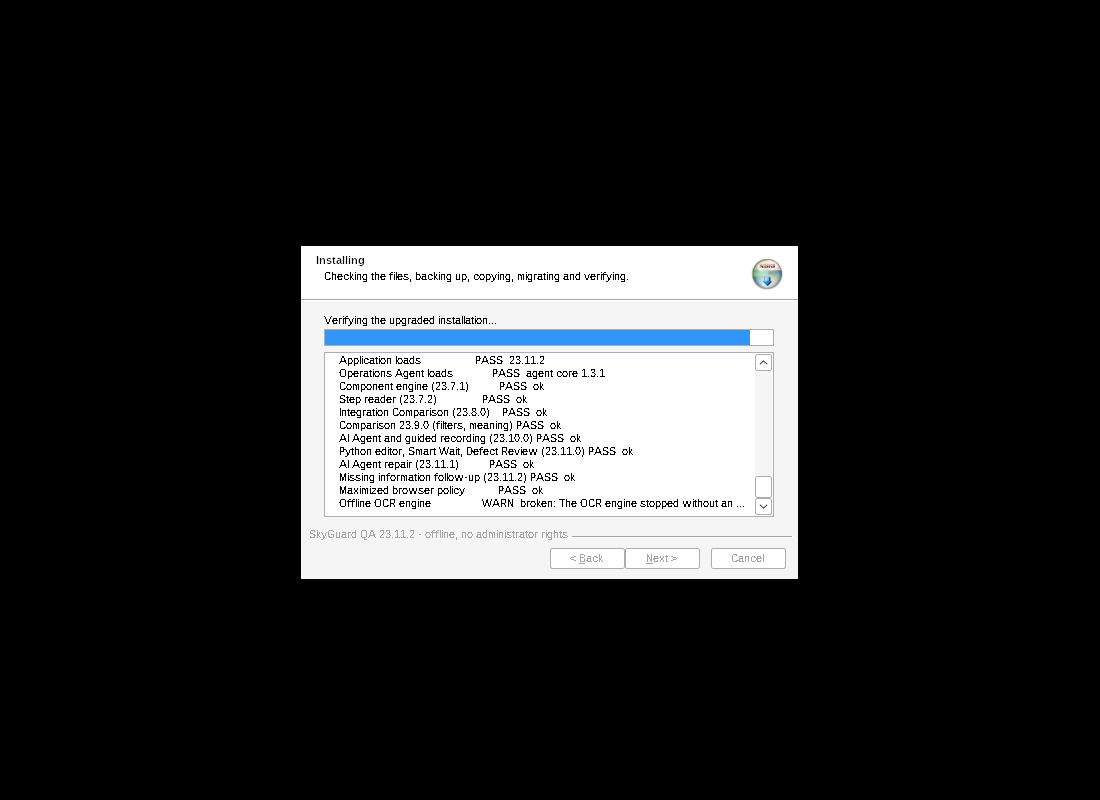 Installing
Checking the files, backing up, copying, migrating and verifying.
Verifying the upgraded installation...
Application loads PASS 23.11.2
Operations Agent loads PASS agent core 1.3.1
Component engine (23.7.1) PASS ok
Step reader (23.7.2) PASS ok
Integration Comparison (23.8.0) PASS ok
Comparison 23.9.0 (filters, meaning) PASS ok
AI Agent and guided recording (23.10.0) PASS ok
Python editor, Smart Wait, Defect Review (23.11.0) PASS ok
AI Agent repair (23.11.1) PASS ok
Missing information follow-up (23.11.2) PASS ok
Maximized browser policy PASS ok
Offline OCR engine WARN broken: The OCR engine stopped without an ...
SkyGuard QA 23.11.2 - offline, no administrator rights
< Back Next > Cancel